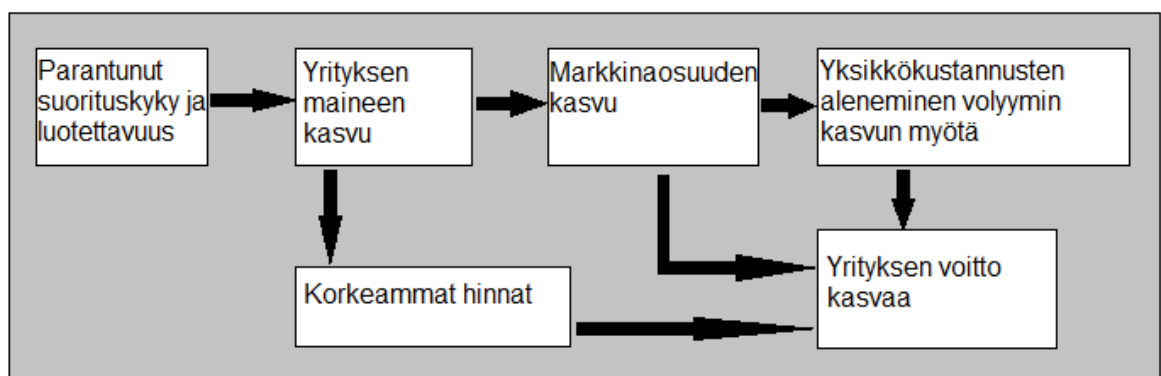 Parantunut
suorituskyky ja
luotettavuus
Yrityksen
maineen
kasvu
Markkinaosuuden
kasvu
Yksikkökustannusten
aleneminen volyymin
kasvun myötä
Korkeammat hinnat
Yrityksen voitto
kasvaa